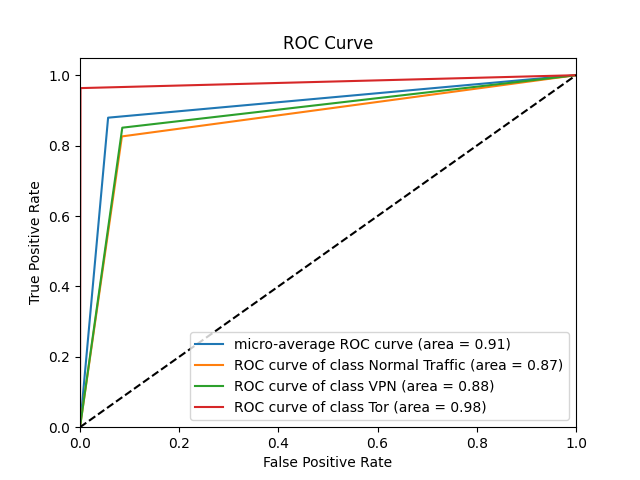 ROC Curve
True Positive Rate
1.0
0.8
0.6
0.4
0.2
0.0
micro-average ROC curve (area = 0.91)
ROC curve of class Normal Traffic (area = 0.87)
ROC curve of class VPN (area = 0.88)
ROC curve of class Tor (area = 0.98)
0.0 0.2 0.4 0.6 0.8 1.0
False Positive Rate